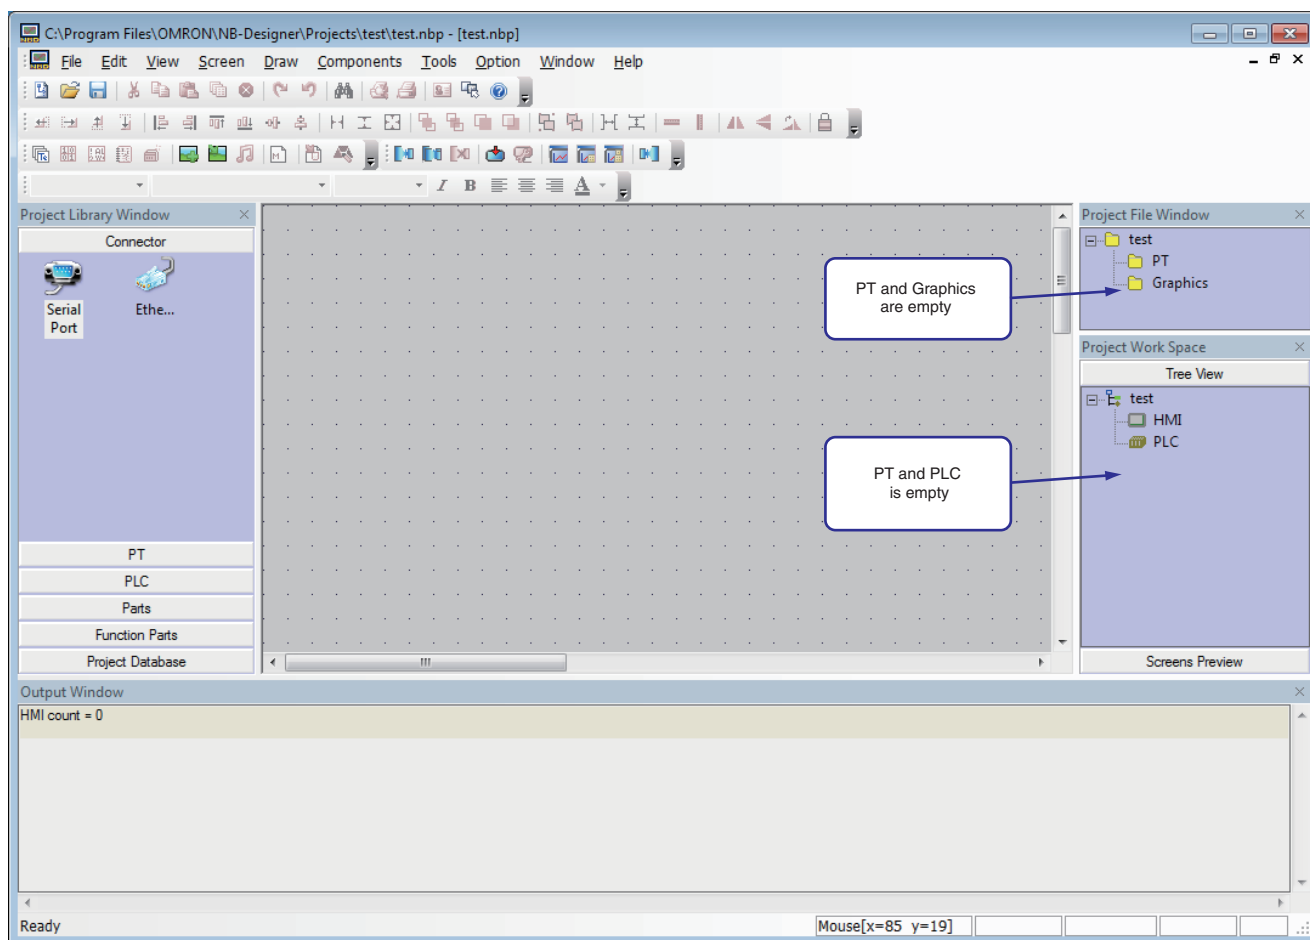 C:\Program Files\OMRON\NB-Designer\Projects\test\test.nbp - [test.nbp]
File Edit View Screen Draw Components Tools Option Window Help
I B A
Project Library Window
Connector
Serial Port
Ethe...
PT
PLC
Parts
Function Parts
Project Database
PT and Graphics
are empty
PT and PLC
is empty
Project File Window
test
PT
Graphics
Project Work Space
Tree View
test
HMI
PLC
Screens Preview
Output Window
HMI count = 0
Ready
Mouse[x=85 y=19]